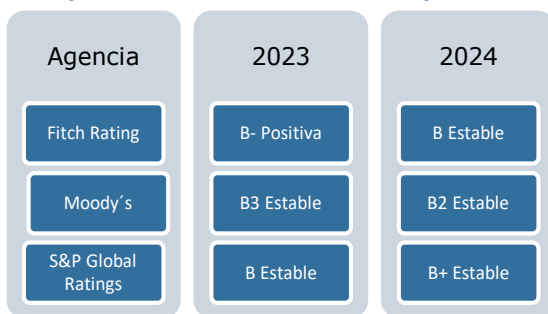 Agencia
2023
2024
Fitch Rating
B- Positiva
B Estable
Moody´s
B3 Estable
B2 Estable
S&P Global
Ratings
B Estable
B+ Estable